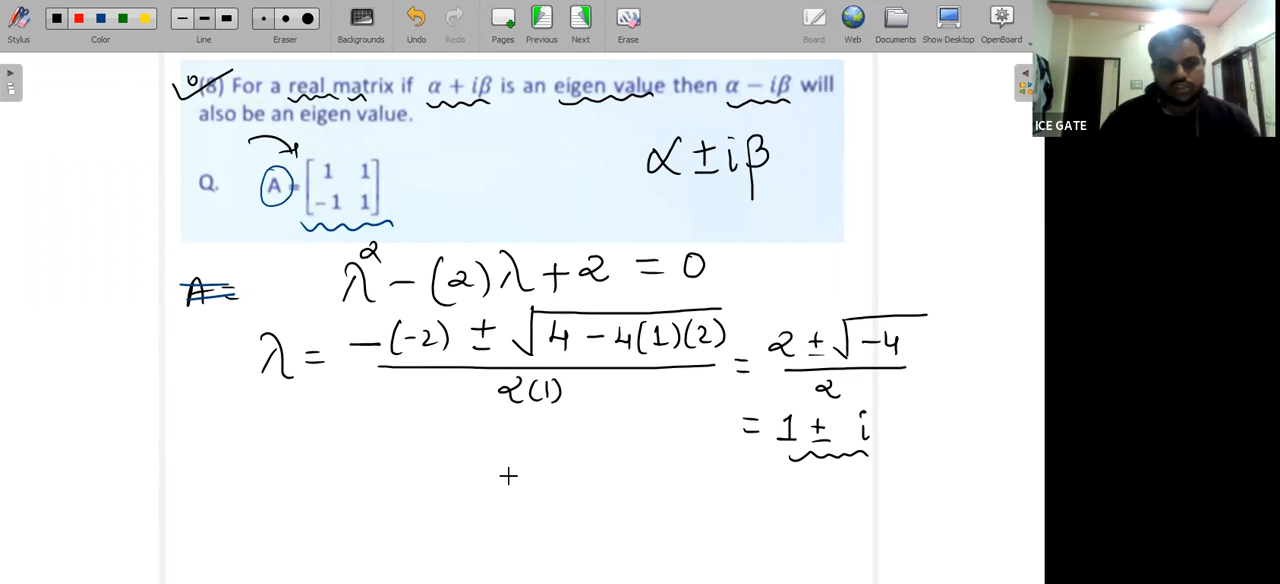 Stylus Color Line Eraser Backgrounds Undo Redo Pages Previous Next Erase Board Web Documents Show Desktop OpenBoard
(8) For a real matrix if α + iβ is an eigen value then α − iβ will
also be an eigen value.
ICE GATE
α ± iβ
Q. A = [1 1
−1 1]
λ² − (2)λ + 2 = 0
A =
λ = −(−2) ± √4 − 4(1)(2) / 2(1) = 2 ± √−4 / 2
= 1 ± i